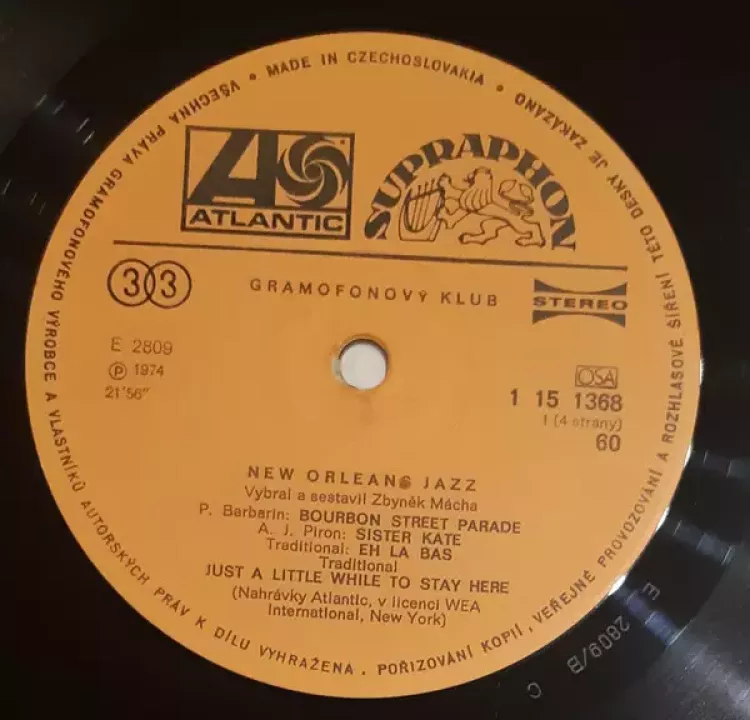 VŠECHNA PRÁVA GRAMOFONOVÉHO VÝROBCE A VLASTNÍKŮ AUTORSKÝCH PRÁV K DÍLU VYHRAŽENA. POŘIZOVÁNÍ KOPIÍ, VEŘEJNÉ PROVOZOVÁNÍ A ROZHLASOVÉ ŠÍŘENÍ TÉTO DESKY JE ZAKÁZÁNO • MADE IN CZECHOSLOVAKIA •
ATLANTIC
SUPRAPHON
33
GRAMOFONOVÝ KLUB
STEREO
E 2809
Ⓟ 1974
21'56"
OSA
1 15 1368
1 (4 strany)
60
NEW ORLEANS JAZZ
Vybral a sestavil Zbyněk Mácha
P. Barbarin: BOURBON STREET PARADE
A. J. Piron: SISTER KATE
Traditional: EH LA BAS
Traditional
JUST A LITTLE WHILE TO STAY HERE
(Nahrávky Atlantic, v licenci WEA
International, New York)
E 2809/B C